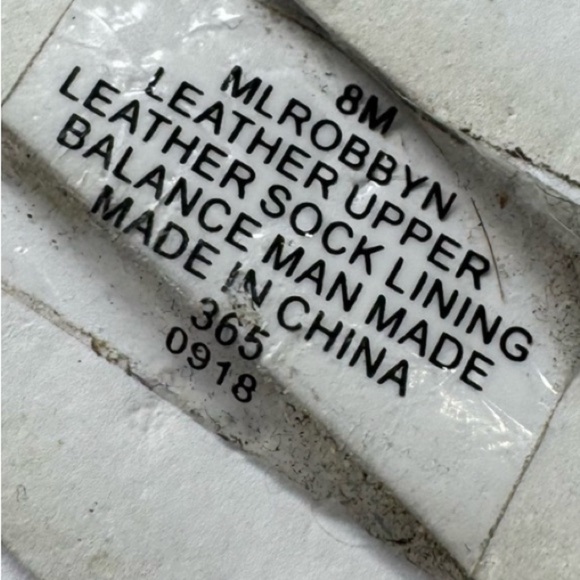 8M
MLROBBYN
LEATHER UPPER
LEATHER SOCK LINING
BALANCE MAN MADE
MADE IN CHINA
365
0918